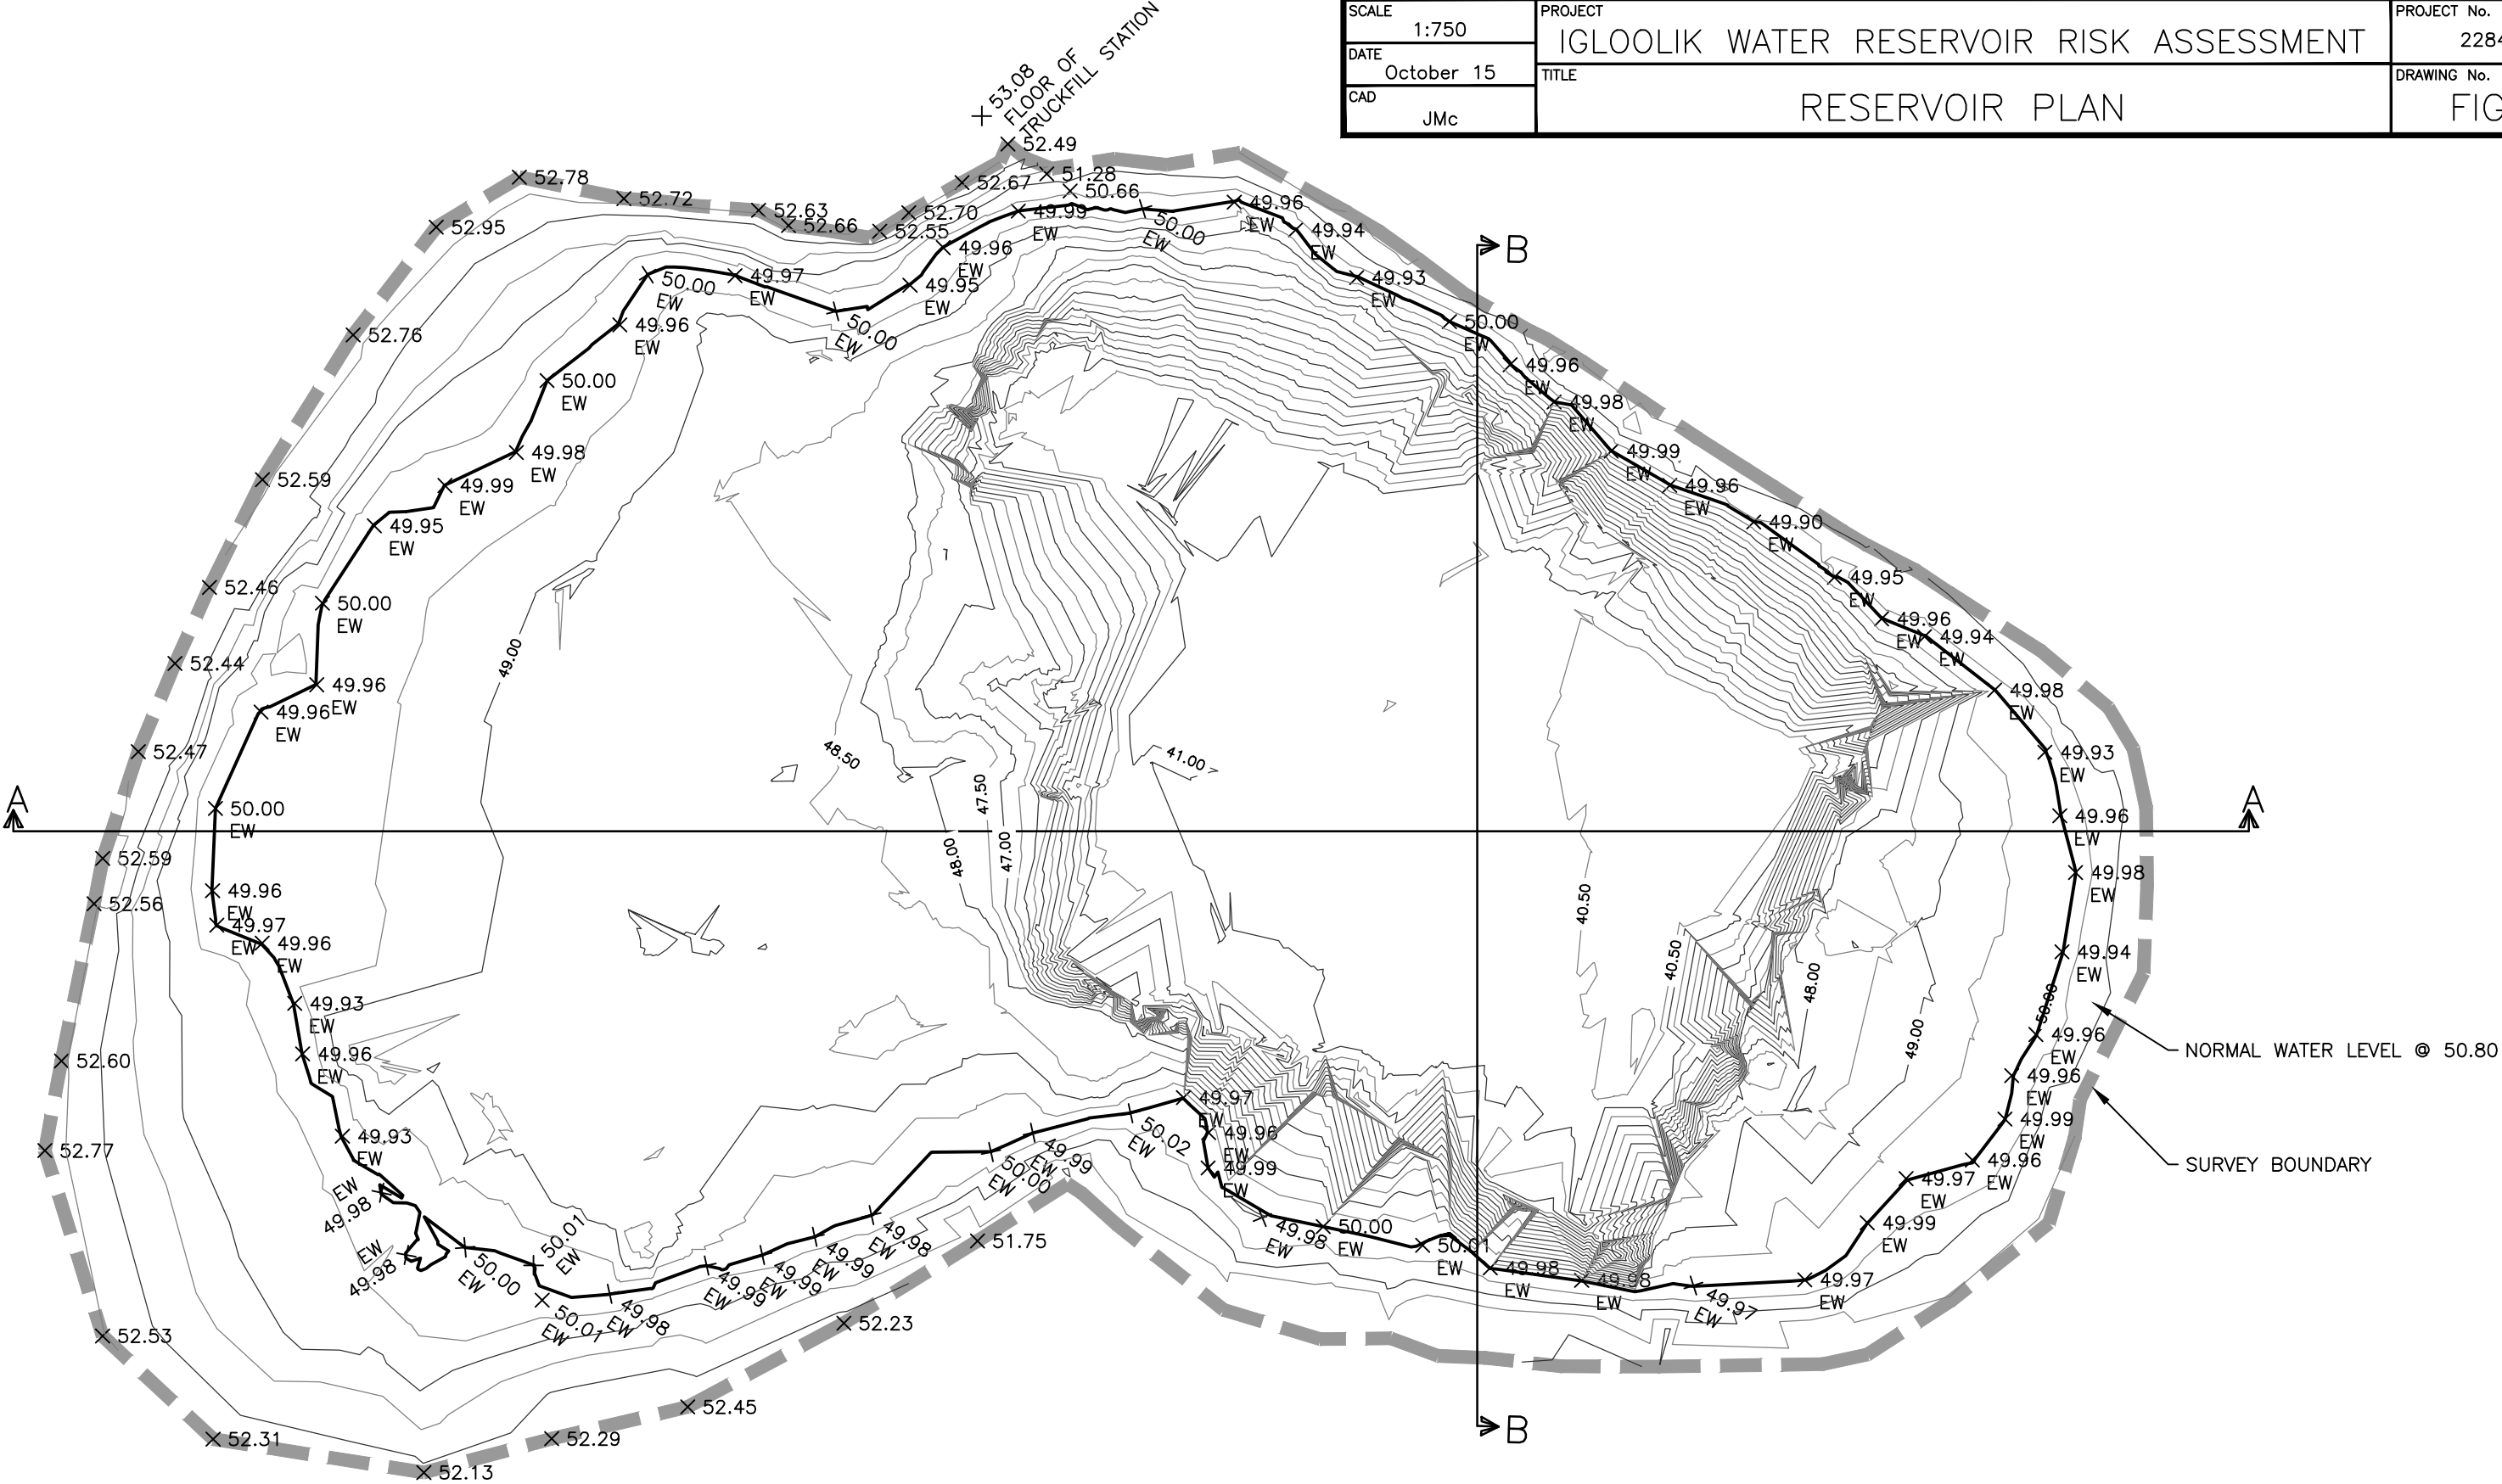 SCALE
1:750
DATE
October 15
CAD
JMc
PROJECT
IGLOOLIK WATER RESERVOIR RISK ASSESSMENT
TITLE
RESERVOIR PLAN
PROJECT No.
2284
DRAWING No.
FIG
53.08
FLOOR OF
TRUCKFILL STATION
52.49
52.78
51.28
52.72
52.67
50.66
52.63
52.70
52.66
52.95
52.55
49.99
EW
50.00
EW
49.96
EW
49.94
EW
49.96
EW
B
50.00
EW
49.97
EW
49.95
EW
49.93
EW
49.96
EW
50.00
EW
50.00
EW
52.76
49.96
EW
50.00
EW
49.98
EW
49.98
EW
49.99
EW
52.59
49.99
EW
49.96
EW
49.95
EW
49.90
EW
52.46
49.95
50.00
EW
49.96
EW
49.94
EW
52.44
49.00
49.96
EW
49.98
EW
49.96
EW
52.47
48.50
41.00
49.93
EW
A
50.00
EW
47.50
49.96
EW
A
52.59
48.00
47.00
49.98
EW
49.96
EW
52.56
40.50
49.97
EW
49.96
EW
40.50
49.94
EW
48.00
49.93
EW
50.00
49.00
49.96
EW
NORMAL WATER LEVEL @ 50.80
49.96
EW
52.60
49.96
EW
49.97
EW
50.02
EW
49.99
EW
49.93
EW
49.96
EW
49.99
EW
52.77
50.00
EW
49.99
EW
49.96
EW
SURVEY BOUNDARY
49.97
EW
EW
49.98
49.98
EW
49.98
EW
50.00
EW
49.99
EW
51.75
50.01
EW
EW
49.98
50.00
EW
50.01
EW
49.99
EW
49.99
EW
49.99
EW
49.98
EW
49.98
EW
49.97
EW
49.97
50.01
EW
49.98
EW
52.53
52.23
52.45
52.31
52.29
52.13
B